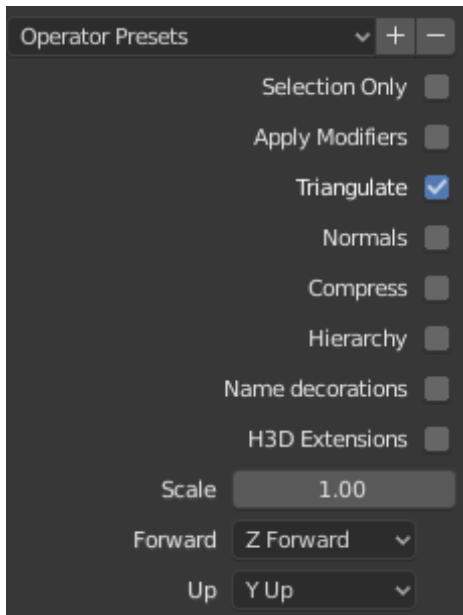 Operator Presets
Selection Only
Apply Modifiers
Triangulate
Normals
Compress
Hierarchy
Name decorations
H3D Extensions
Scale 1.00
Forward Z Forward
Up Y Up